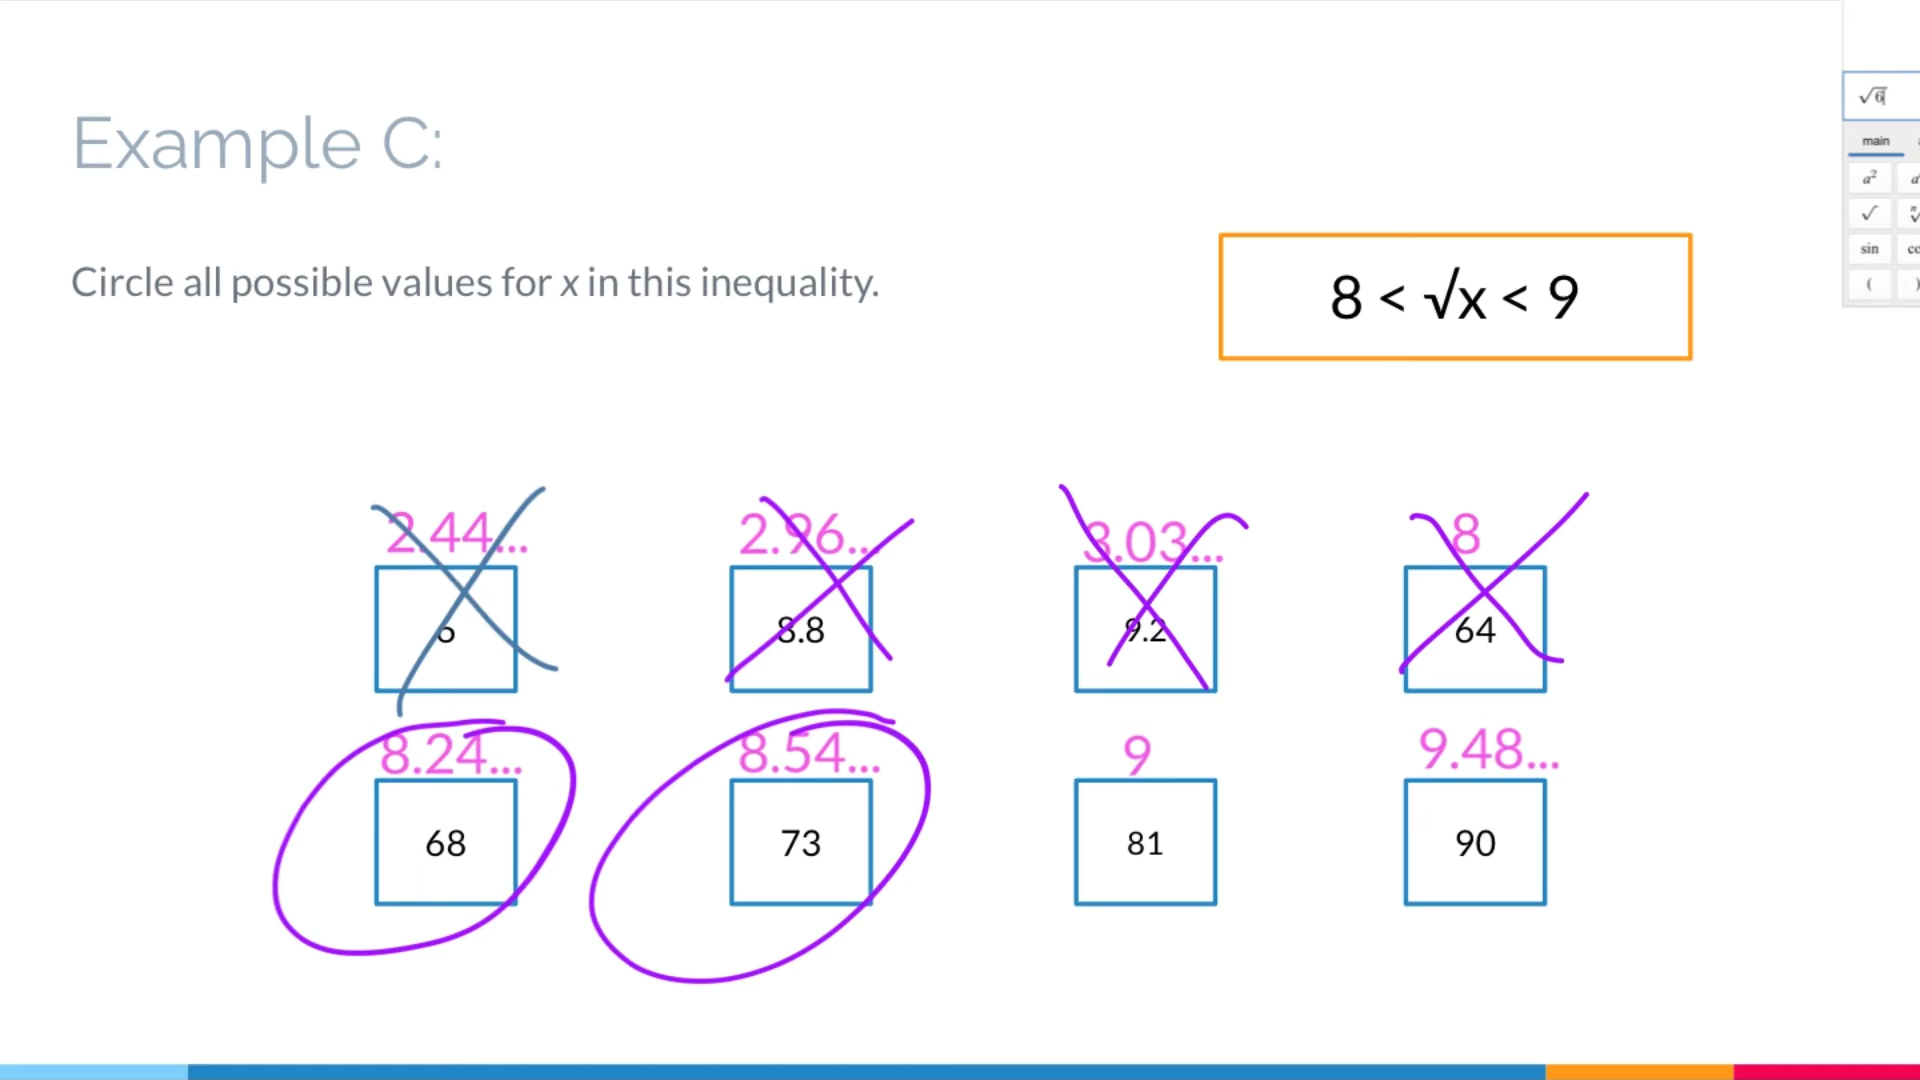 Example C:
Circle all possible values for x in this inequality.
8 < √x < 9
√6
main
a²
√
sin
(
2.44... 2.96... 3.03... 8
6 8.8 9.2 64
8.24... 8.54... 9 9.48...
68 73 81 90